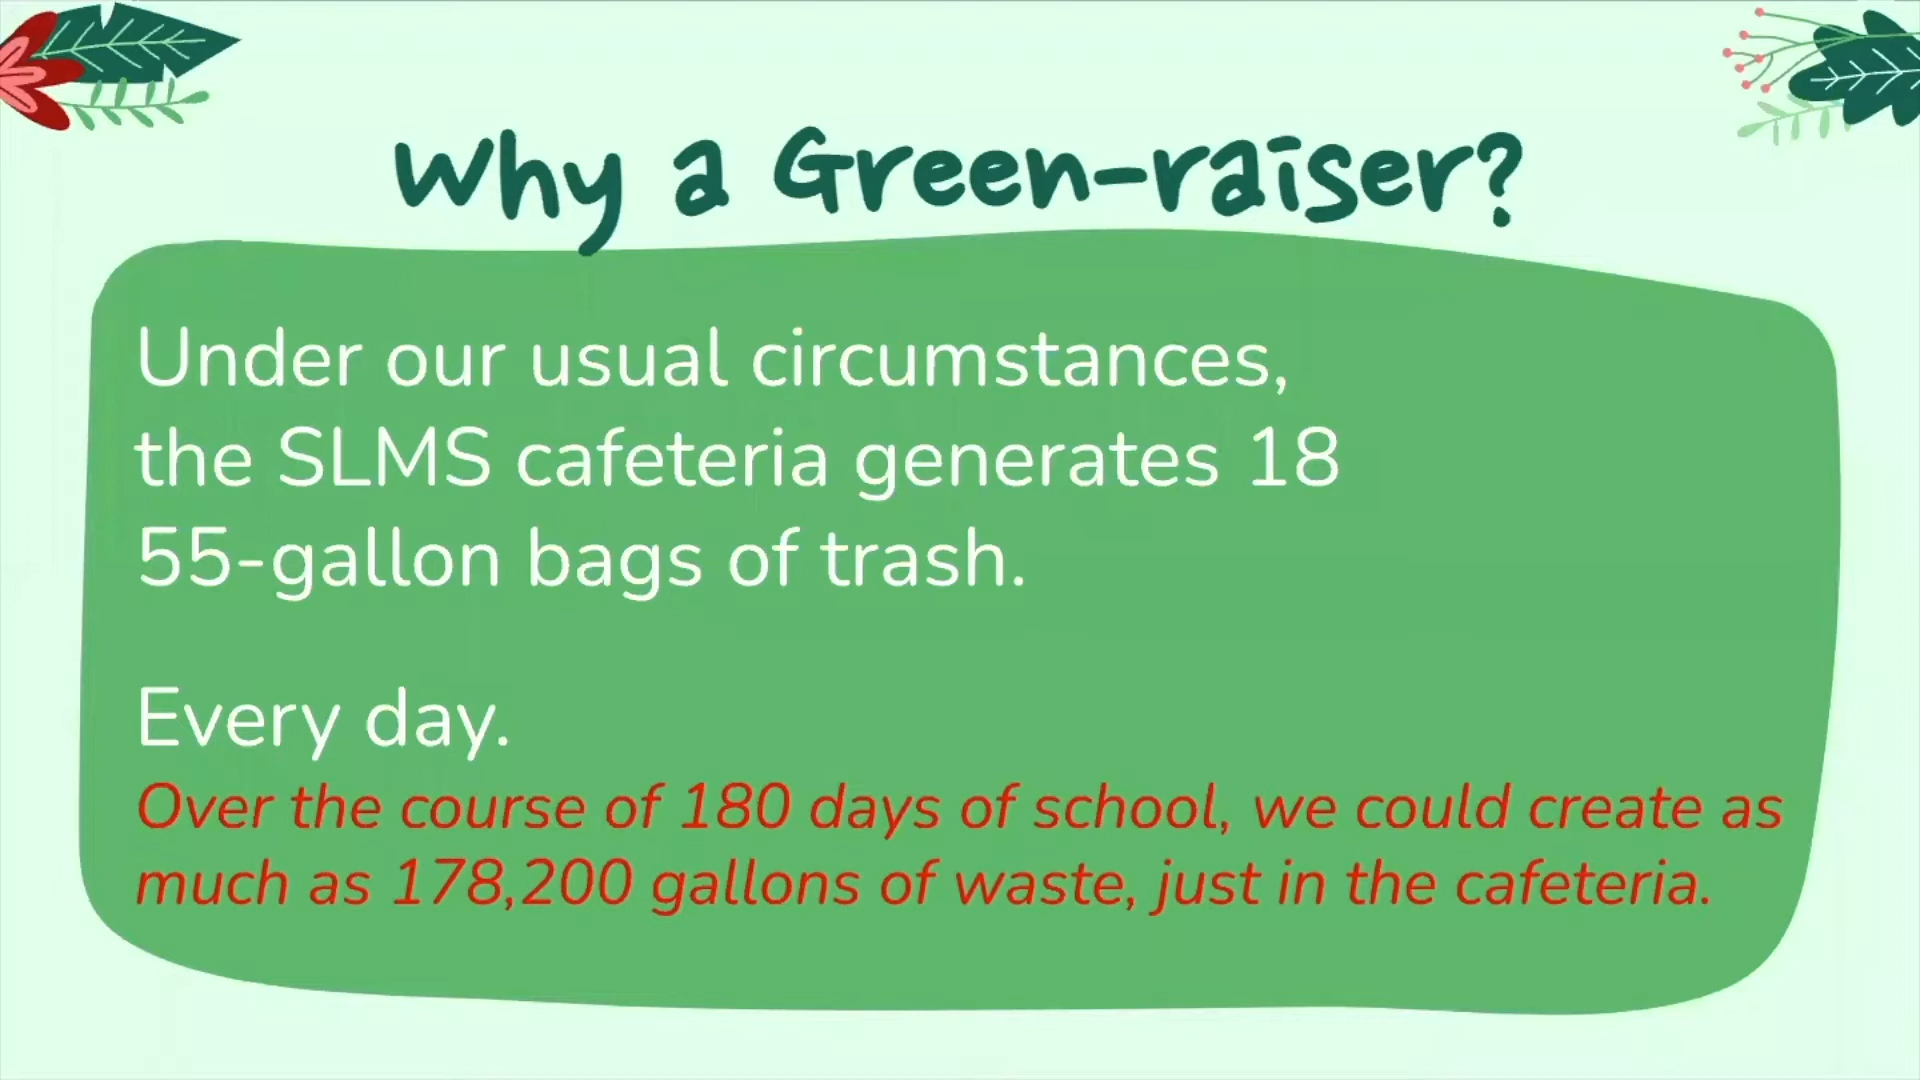 Why a Green-raiser?
Under our usual circumstances,
the SLMS cafeteria generates 18
55-gallon bags of trash.
Every day.
Over the course of 180 days of school, we could create as
much as 178,200 gallons of waste, just in the cafeteria.